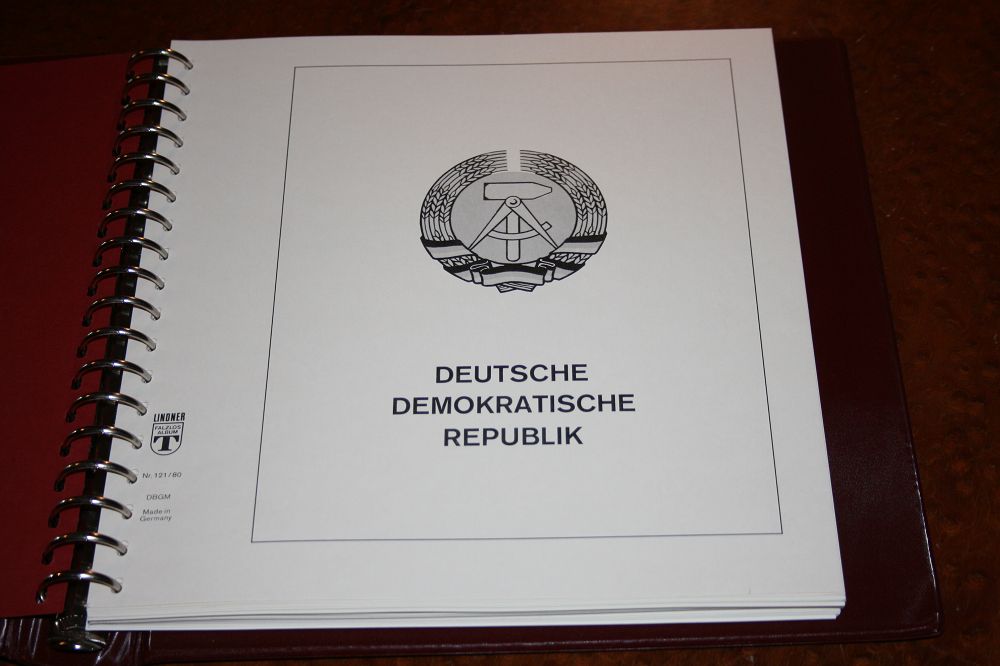 DEUTSCHE
DEMOKRATISCHE
REPUBLIK
LINDNER
FALZLOS
ALBUM
T
Nr. 121/80
DBGM
Made in
Germany